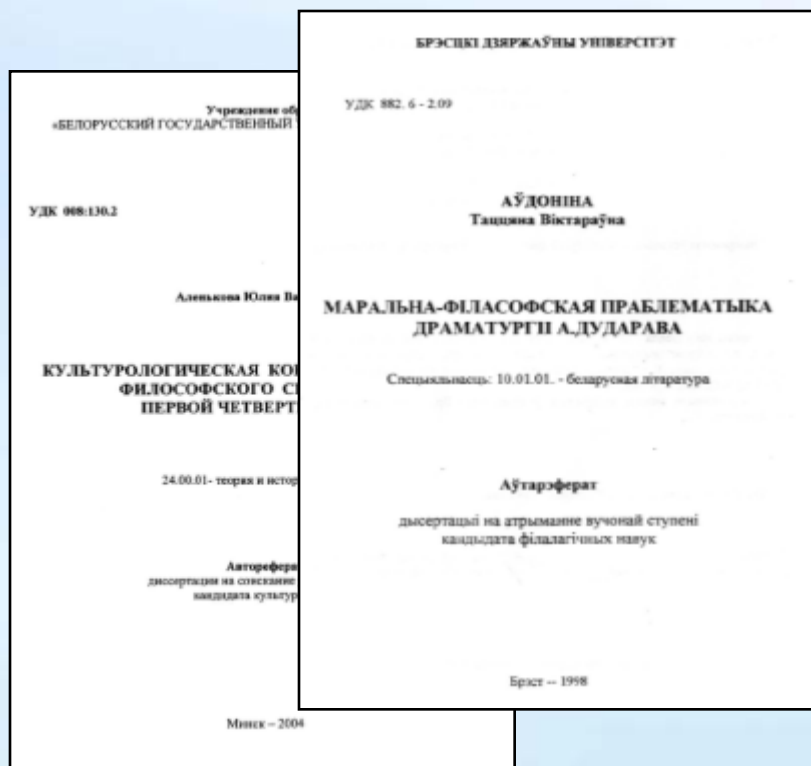 БРЭСЦКІ ДЗЯРЖАЎНЫ УНІВЕРСІТЭТ
УДК 882. 6 - 2.09
АЎДОНІНА
Таццяна Віктараўна
МАРАЛЬНА-ФІЛАСОФСКАЯ ПРАБЛЕМАТЫКА
ДРАМАТУРГІІ А.ДУДАРАВА
Спецыяльнасць: 10.01.01. - беларуская літаратура
Аўтарэферат
дысертацыі на атрыманне вучонай ступені
кандыдата філалагічных навук
Брэст -- 1998
Учреждение об
«БЕЛОРУССКИЙ ГОСУДАРСТВЕННЫЙ
УДК 008:130.2
Аленькова Юлия Ва
КУЛЬТУРОЛОГИЧЕСКАЯ КО
ФИЛОСОФСКОГО С
ПЕРВОЙ ЧЕТВЕРТ
24.00.01- теория и истор
Авторефера
диссертации на соискание
кандидата культур
Минск – 2004